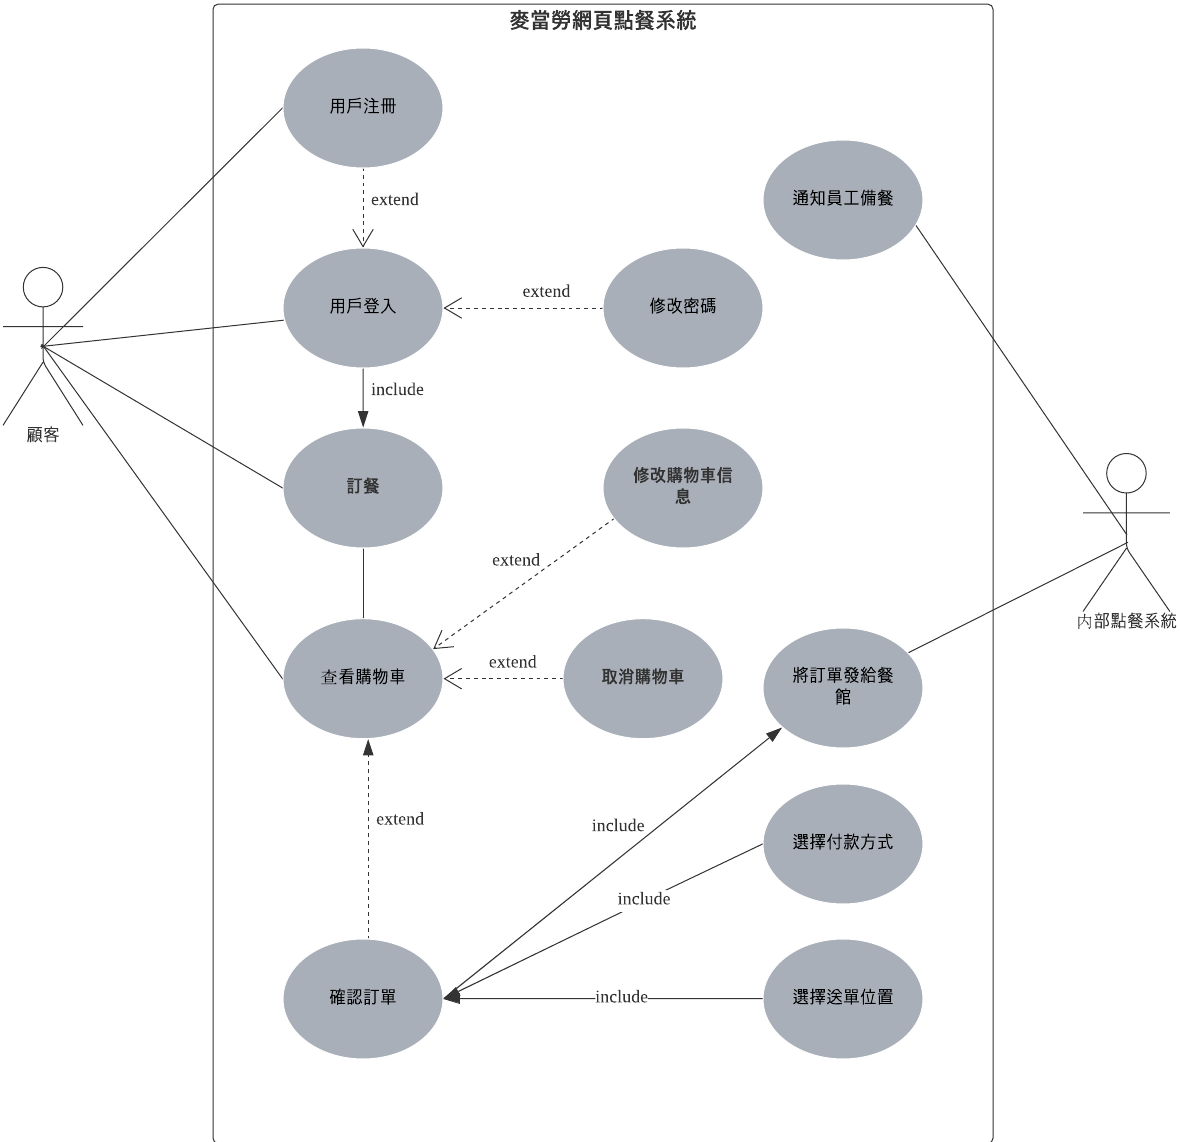 麥當勞網頁點餐系統
用戶注冊
extend
通知員工備餐
用戶登入
extend
修改密碼
include
顧客
訂餐
修改購物車信
息
extend
内部點餐系統
查看購物車
extend
取消購物車
將訂單發給餐
館
extend
include
選擇付款方式
include
確認訂單
include
選擇送單位置